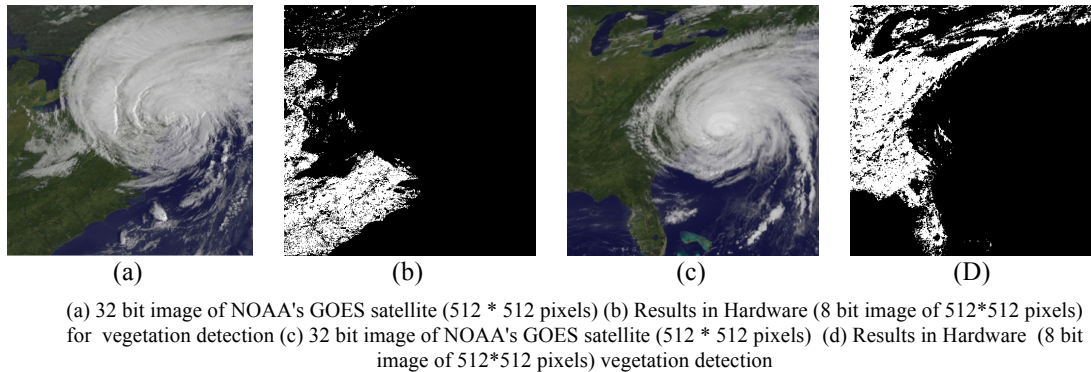 (a) (b) (c) (D)
(a) 32 bit image of NOAA's GOES satellite (512 * 512 pixels) (b) Results in Hardware (8 bit image of 512*512 pixels)
for vegetation detection (c) 32 bit image of NOAA's GOES satellite (512 * 512 pixels) (d) Results in Hardware (8 bit
image of 512*512 pixels) vegetation detection